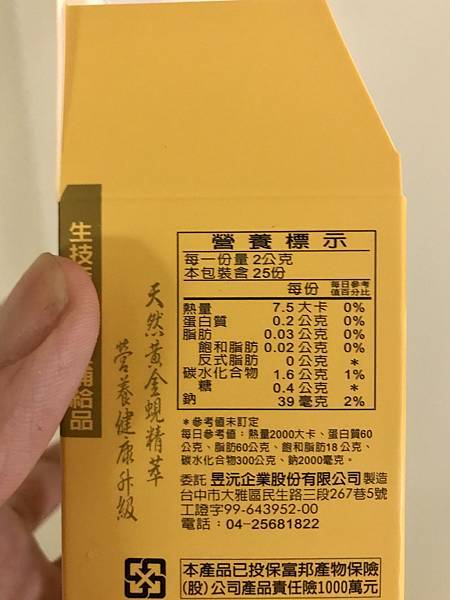 生技
補給品
天然黃金蜆精萃
營養健康升級
營養標示
每一份量 2公克
本包裝含 25份
每份 每日參考值百分比
熱量 7.5 大卡 0%
蛋白質 0.2 公克 0%
脂肪 0.03 公克 0%
飽和脂肪 0.02 公克 0%
反式脂肪 0 公克 *
碳水化合物 1.6 公克 1%
糖 0.4 公克 *
鈉 39 毫克 2%
*參考值未訂定
每日參考值：熱量2000大卡、蛋白質60
公克、脂肪60公克、飽和脂肪18公克、
碳水化合物300公克、鈉2000毫克。
委託 昱沅企業股份有限公司 製造
台中市大雅區民生路三段267巷5號
工證字99-643952-00
電話：04-25681822
本產品已投保富邦產物保險
(股)公司產品責任險1000萬元